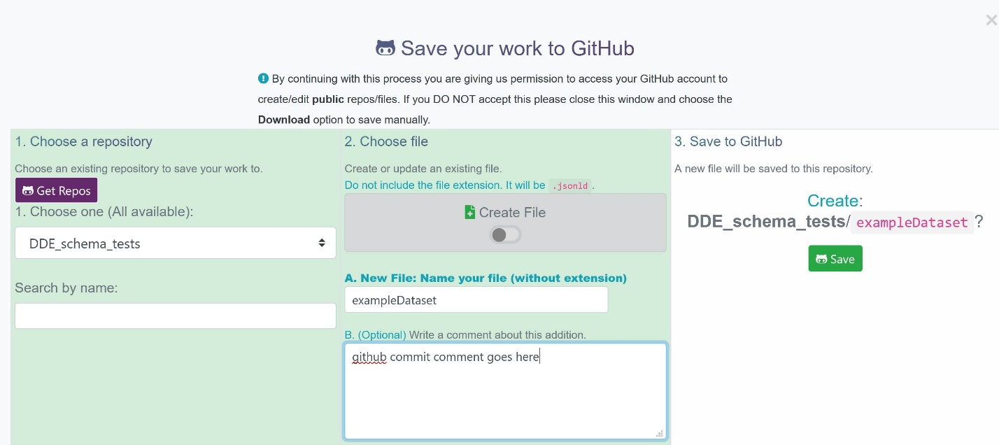 ×
Save your work to GitHub
By continuing with this process you are giving us permission to access your GitHub account to
create/edit public repos/files. If you DO NOT accept this please close this window and choose the
Download option to save manually.
1. Choose a repository
Choose an existing repository to save your work to.
Get Repos
1. Choose one (All available):
DDE_schema_tests
Search by name:
2. Choose file
Create or update an existing file.
Do not include the file extension. It will be .jsonld .
Create File
A. New File: Name your file (without extension)
exampleDataset
B. (Optional) Write a comment about this addition.
github commit comment goes here
3. Save to GitHub
A new file will be saved to this repository.
Create:
DDE_schema_tests/ exampleDataset ?
Save